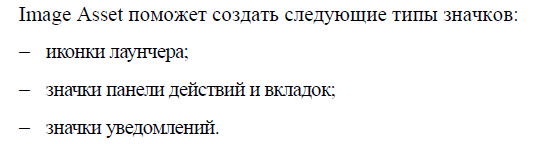 Image Asset поможет создать следующие типы значков:
– иконки лаунчера;
– значки панели действий и вкладок;
– значки уведомлений.